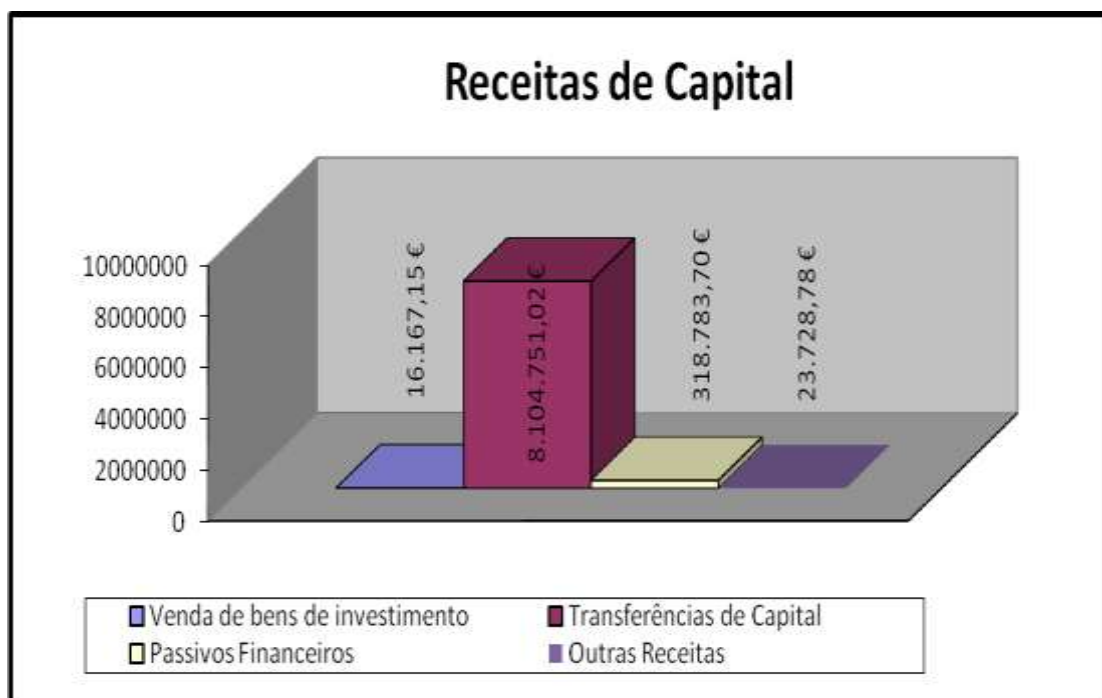 Receitas de Capital
10000000
8000000
6000000
4000000
2000000
0
16.167,15 €
8.104.751,02 €
318.783,70 €
23.728,78 €
Venda de bens de investimento
Transferências de Capital
Passivos Financeiros
Outras Receitas